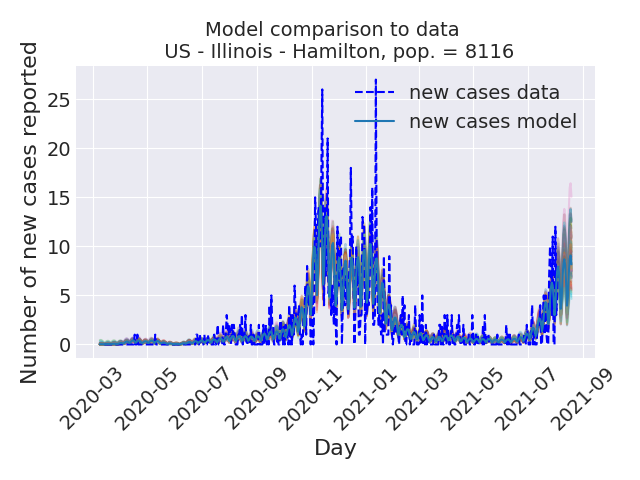 Model comparison to data
US - Illinois - Hamilton, pop. = 8116
Number of new cases reported
25
20
15
10
5
0
new cases data
new cases model
2020-03
2020-05
2020-07
2020-09
2020-11
2021-01
2021-03
2021-05
2021-07
2021-09
Day